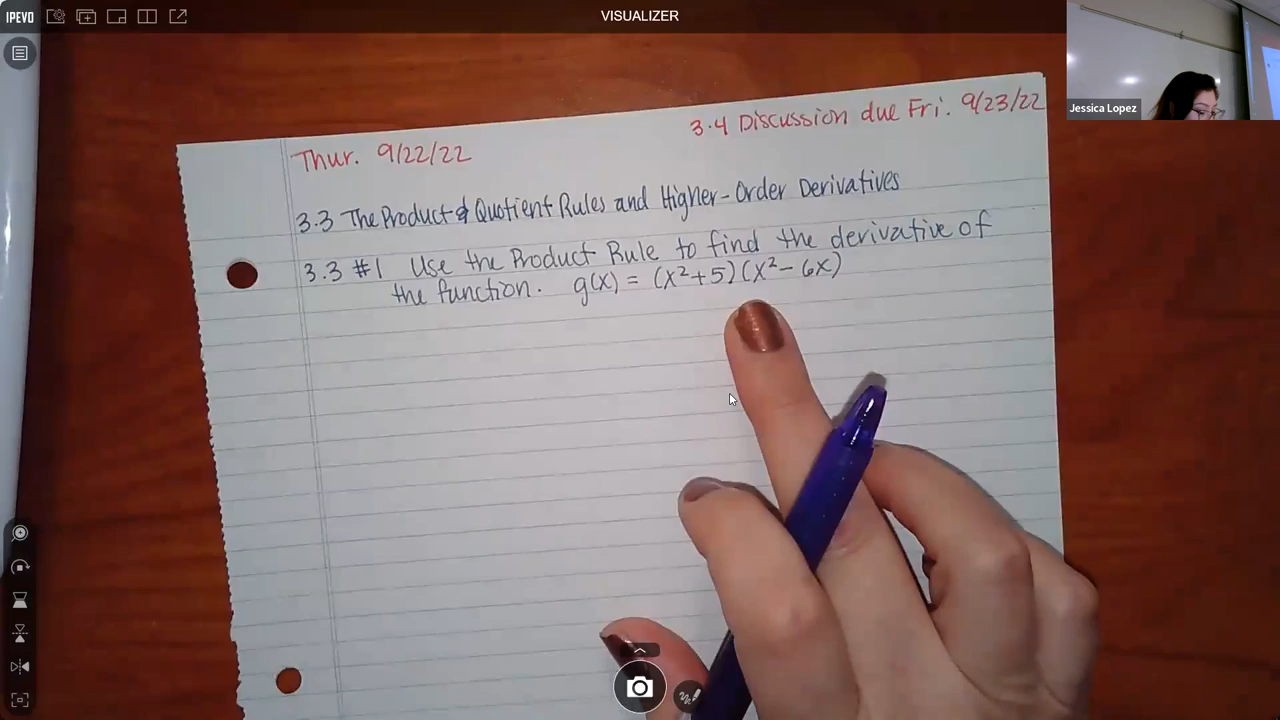 IPEVO
VISUALIZER
Jessica Lopez
3.4 Discussion due Fri. 9/23/22
Thur. 9/22/22
3.3 The Product & Quotient Rules and Higher-Order Derivatives
3.3 #1 Use the Product Rule to find the derivative of
the function. g(x) = (x²+5)(x²-6x)